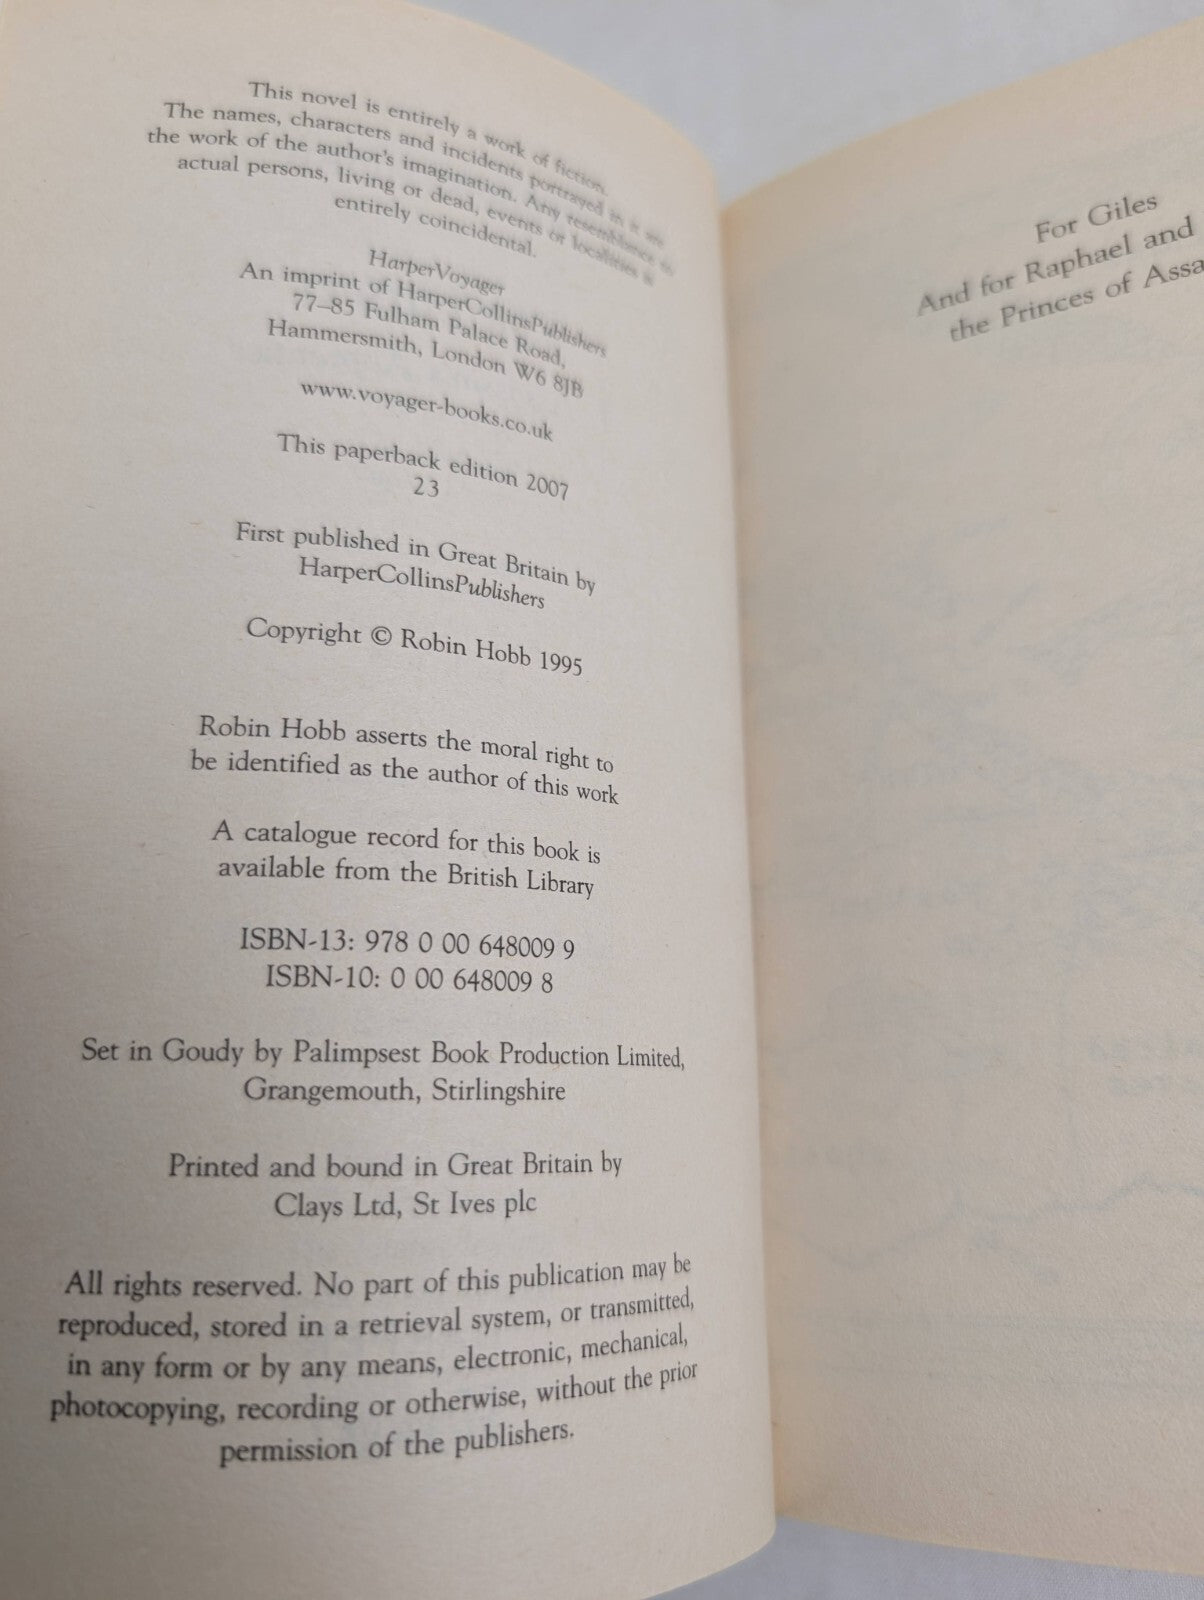 This novel is entirely a work of fiction.
The names, characters and incidents portrayed in it are
the work of the author's imagination. Any resemblance to
actual persons, living or dead, events or localities is
entirely coincidental.
HarperVoyager
An imprint of HarperCollinsPublishers
77–85 Fulham Palace Road,
Hammersmith, London W6 8JB
www.voyager-books.co.uk
This paperback edition 2007
23
First published in Great Britain by
HarperCollinsPublishers
Copyright © Robin Hobb 1995
Robin Hobb asserts the moral right to
be identified as the author of this work
A catalogue record for this book is
available from the British Library
ISBN-13: 978 0 00 648009 9
ISBN-10: 0 00 648009 8
Set in Goudy by Palimpsest Book Production Limited,
Grangemouth, Stirlingshire
Printed and bound in Great Britain by
Clays Ltd, St Ives plc
All rights reserved. No part of this publication may be
reproduced, stored in a retrieval system, or transmitted,
in any form or by any means, electronic, mechanical,
photocopying, recording or otherwise, without the prior
permission of the publishers.
For Giles
And for Raphael and
the Princes of Assa